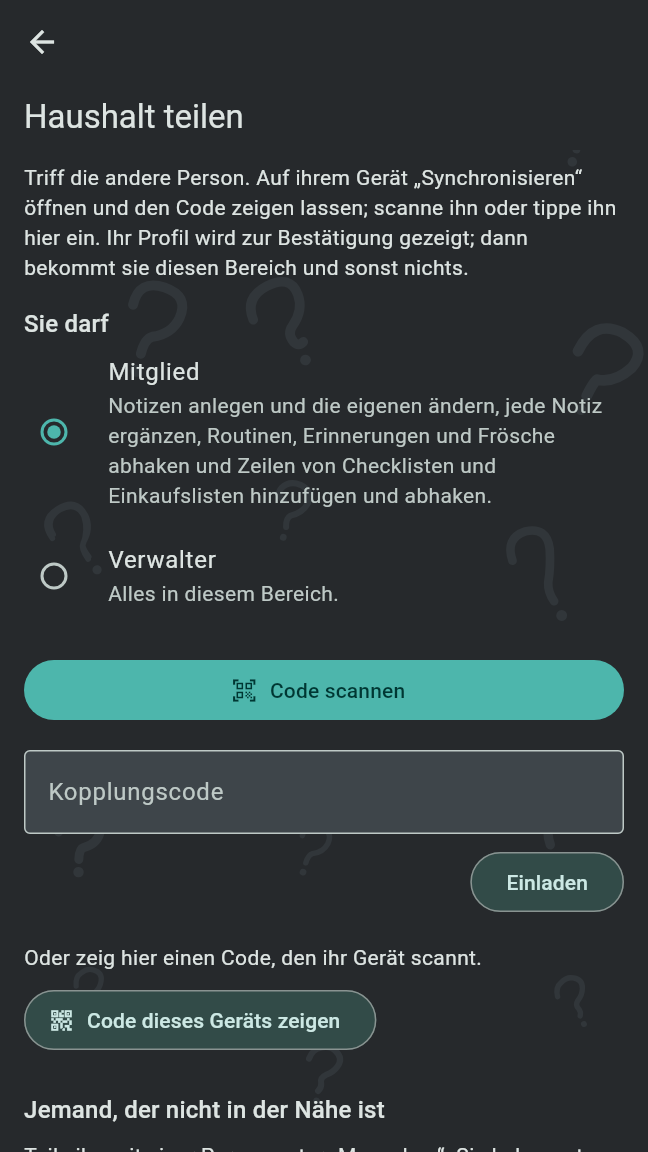 Haushalt teilen
Triff die andere Person. Auf ihrem Gerät „Synchronisieren“
öffnen und den Code zeigen lassen; scanne ihn oder tippe ihn
hier ein. Ihr Profil wird zur Bestätigung gezeigt; dann
bekommt sie diesen Bereich und sonst nichts.
Sie darf
Mitglied
Notizen anlegen und die eigenen ändern, jede Notiz
ergänzen, Routinen, Erinnerungen und Frösche
abhaken und Zeilen von Checklisten und
Einkaufslisten hinzufügen und abhaken.
Verwalter
Alles in diesem Bereich.
Code scannen
Kopplungscode
Einladen
Oder zeig hier einen Code, den ihr Gerät scannt.
Code dieses Geräts zeigen
Jemand, der nicht in der Nähe ist